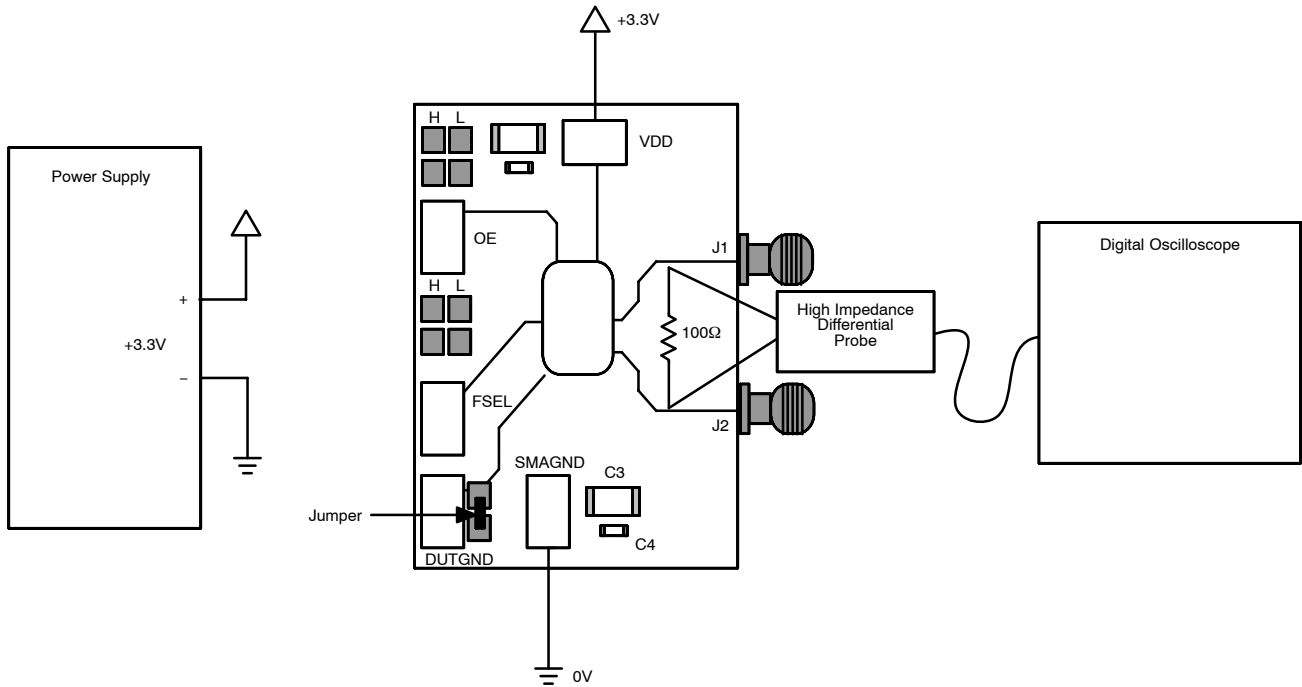 +3.3V
H L
VDD
Power Supply
OE
J1
Digital Oscilloscope
H L
+
High Impedance
Differential
Probe
100Ω
+3.3V
−
FSEL
J2
SMAGND
C3
Jumper
C4
DUTGND
0V